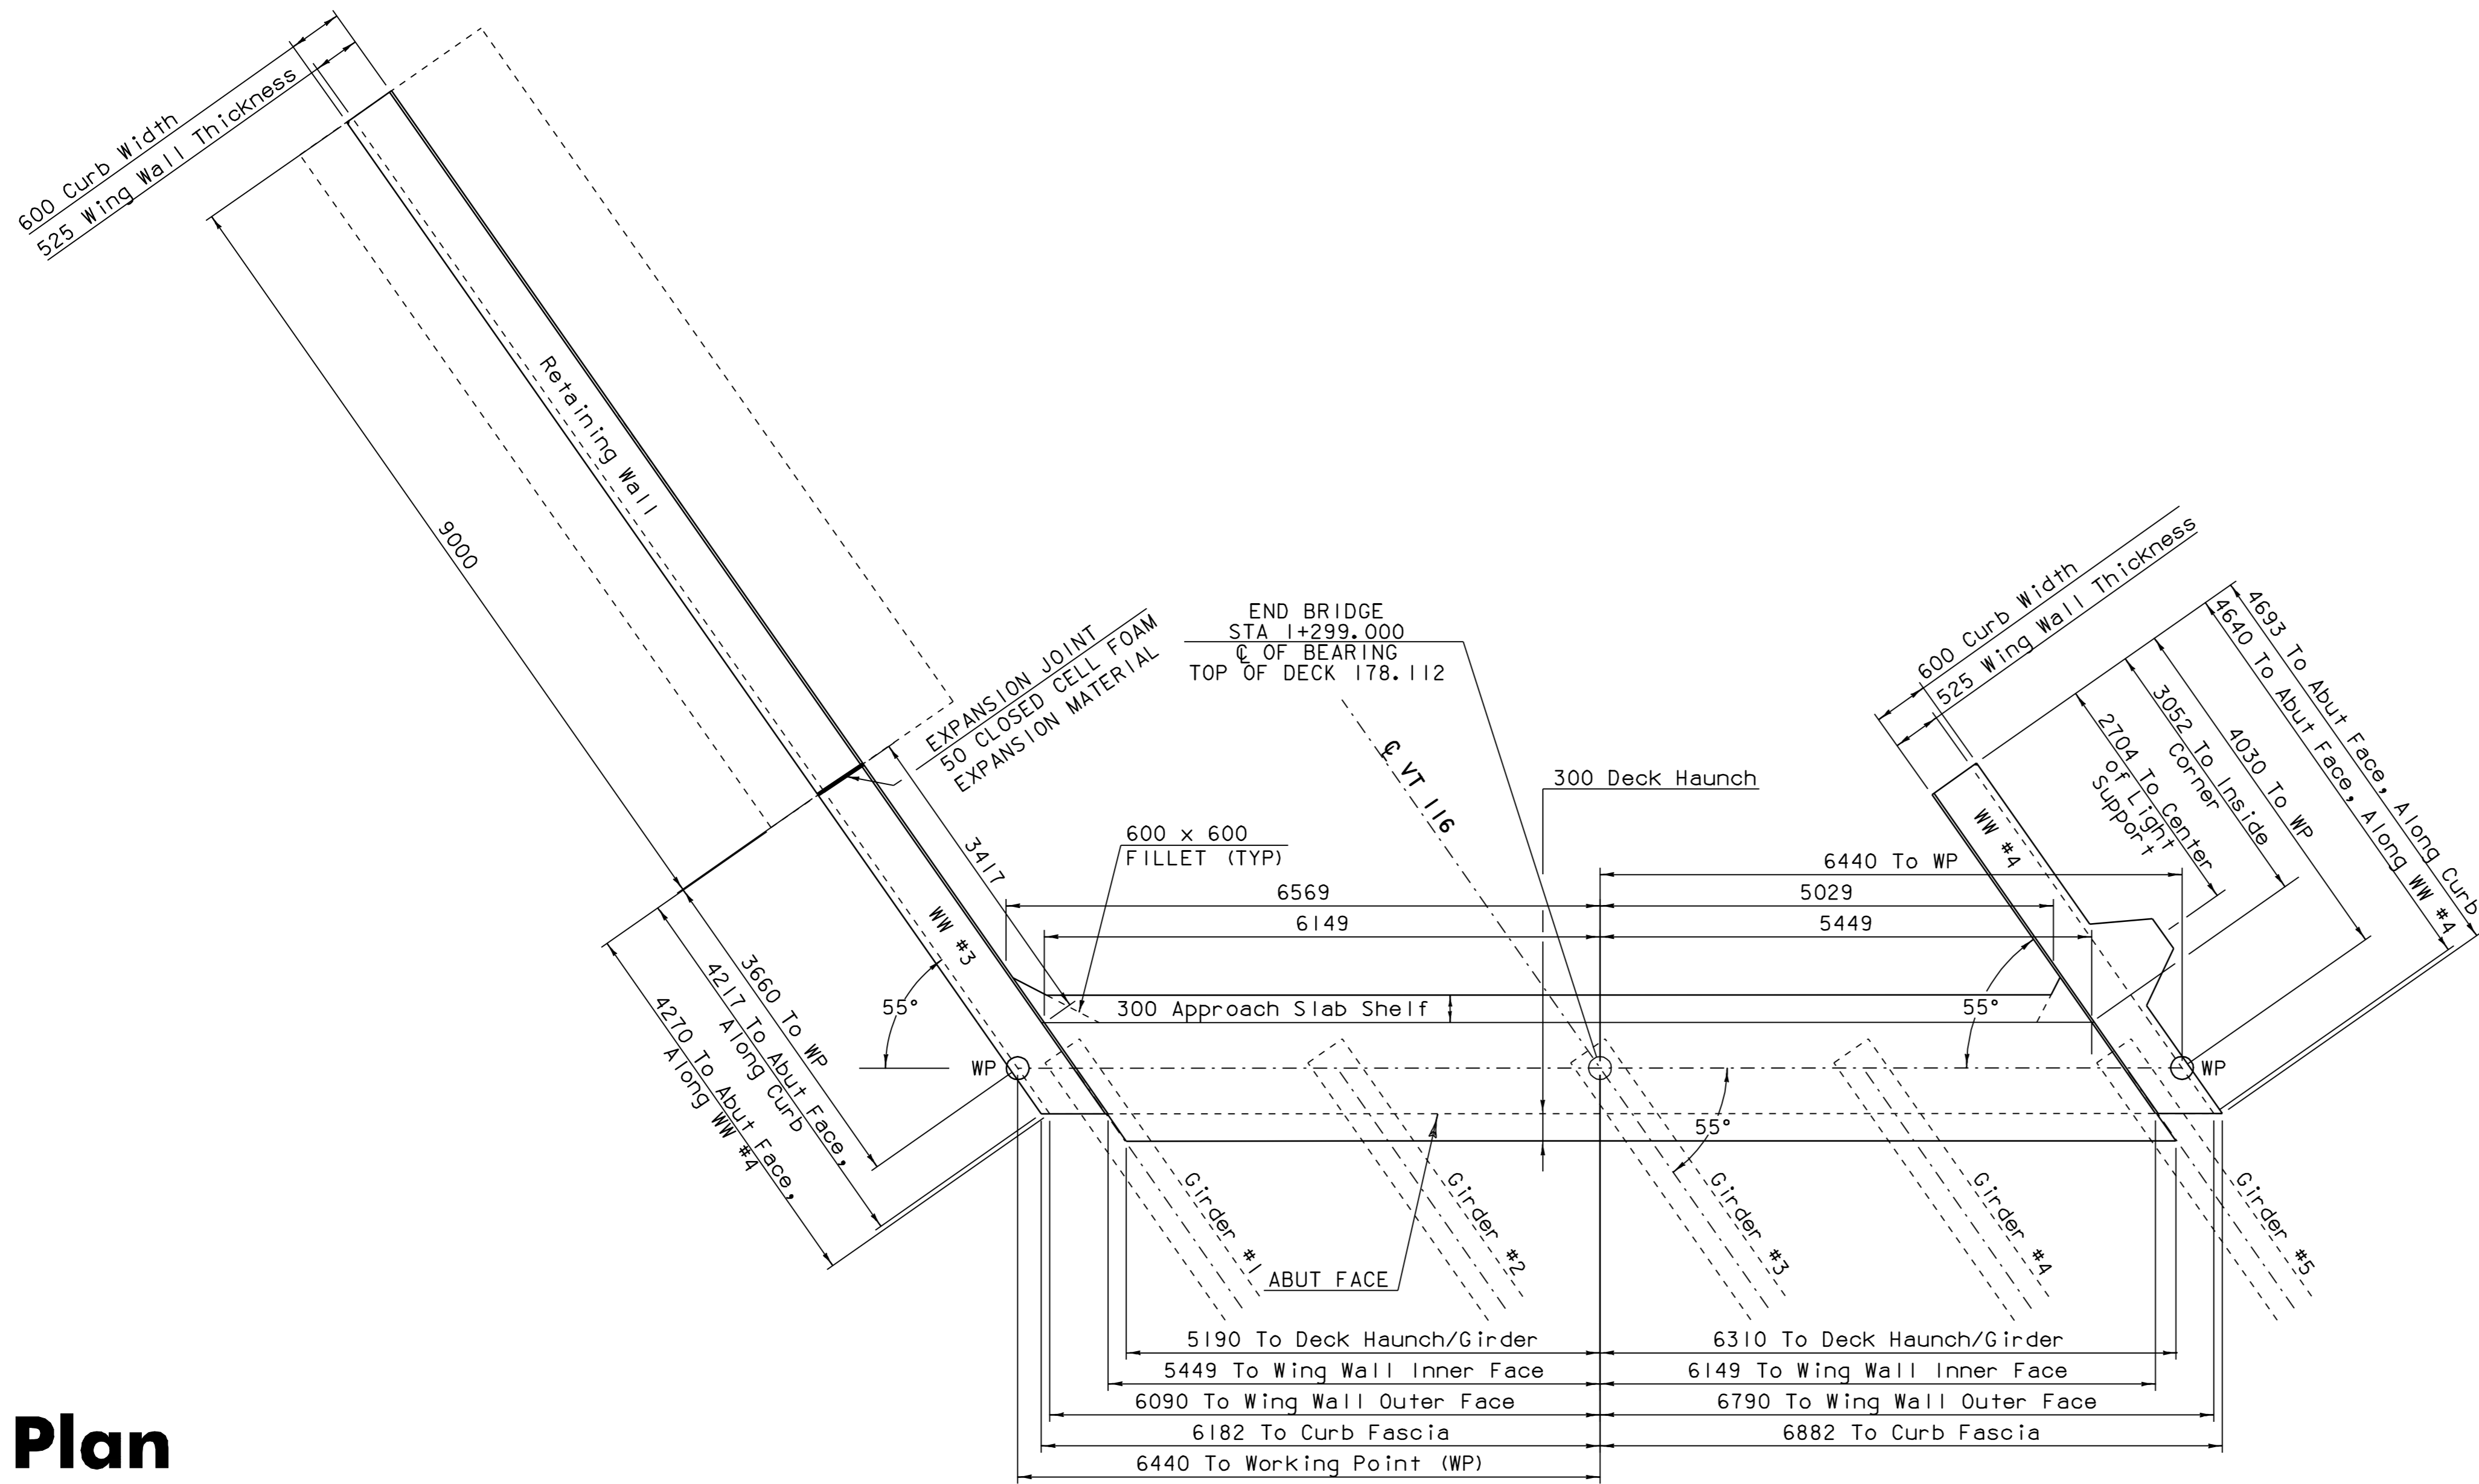 600 Curb Width
525 Wing Wall Thickness
9000
Retaining Wall
EXPANSION JOINT
50 CLOSED CELL FOAM
EXPANSION MATERIAL
END BRIDGE
STA 1+299.000
℄ OF BEARING
TOP OF DECK 178.112
℄ VT 116
300 Deck Haunch
600 x 600
FILLET (TYP)
3417
WW #3
6569
6149
6440 To WP
5029
5449
600 Curb Width
525 Wing Wall Thickness
4693 To Abut Face, Along Curb
4640 To Abut Face, Along WW #4
4030 To WP
3052 To Inside
Corner
2704 To Center
of Light
Support
WW #4
3660 To WP
4217 To Abut Face,
Along Curb
4270 To Abut Face,
Along WW #4
55°
300 Approach Slab Shelf
55°
WP
WP
55°
Girder #1
Girder #2
Girder #3
Girder #4
Girder #5
ABUT FACE
5190 To Deck Haunch/Girder
6310 To Deck Haunch/Girder
5449 To Wing Wall Inner Face
6149 To Wing Wall Inner Face
6090 To Wing Wall Outer Face
6790 To Wing Wall Outer Face
6182 To Curb Fascia
6882 To Curb Fascia
6440 To Working Point (WP)
Plan